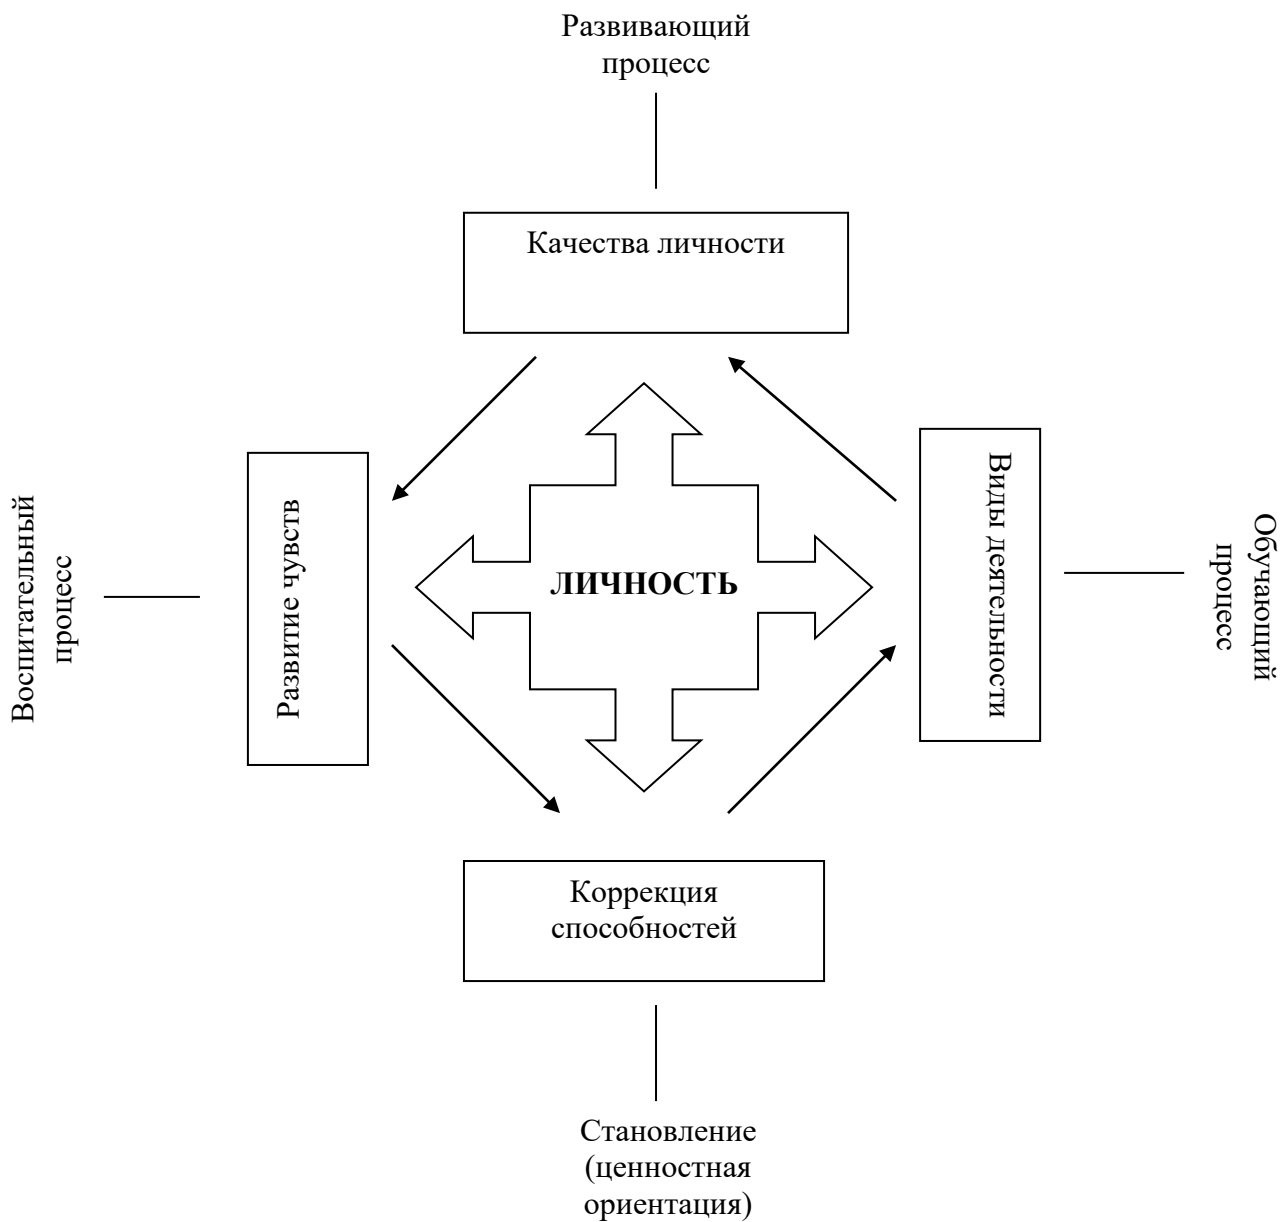 Развивающий
процесс
Качества личности
Воспитательный
процесс
Развитие чувств
ЛИЧНОСТЬ
Виды деятельности
Обучающий
процесс
Коррекция
способностей
Становление
(ценностная
ориентация)